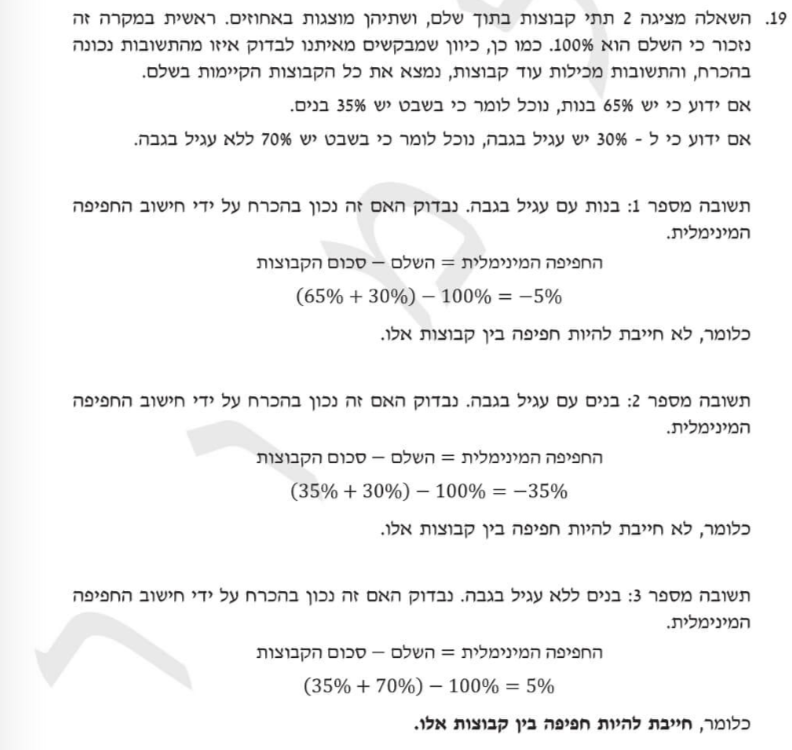 19. השאלה מציגה 2 תתי קבוצות בתוך שלם, ושתיהן מוצגות באחוזים. ראשית במקרה זה
נזכור כי השלם הוא 100%. כמו כן, כיוון שמבקשים מאיתנו לבדוק איזו מהתשובות נכונה
בהכרח, והתשובות מכילות עוד קבוצות, נמצא את כל הקבוצות הקיימות בשלם.
אם ידוע כי יש 65% בנות, נוכל לומר כי בשבט יש 35% בנים.
אם ידוע כי ל - 30% יש עגיל בגבה, נוכל לומר כי בשבט יש 70% ללא עגיל בגבה.
תשובה מספר 1: בנות עם עגיל בגבה. נבדוק האם זה נכון בהכרח על ידי חישוב החפיפה
המינימלית.
החפיפה המינימלית = השלם – סכום הקבוצות
(65% + 30%) − 100% = −5%
כלומר, לא חייבת להיות חפיפה בין קבוצות אלו.
תשובה מספר 2: בנים עם עגיל בגבה. נבדוק האם זה נכון בהכרח על ידי חישוב החפיפה
המינימלית.
החפיפה המינימלית = השלם – סכום הקבוצות
(35% + 30%) − 100% = −35%
כלומר, לא חייבת להיות חפיפה בין קבוצות אלו.
תשובה מספר 3: בנים ללא עגיל בגבה. נבדוק האם זה נכון בהכרח על ידי חישוב החפיפה
המינימלית.
החפיפה המינימלית = השלם – סכום הקבוצות
(35% + 70%) − 100% = 5%
כלומר, חייבת להיות חפיפה בין קבוצות אלו.